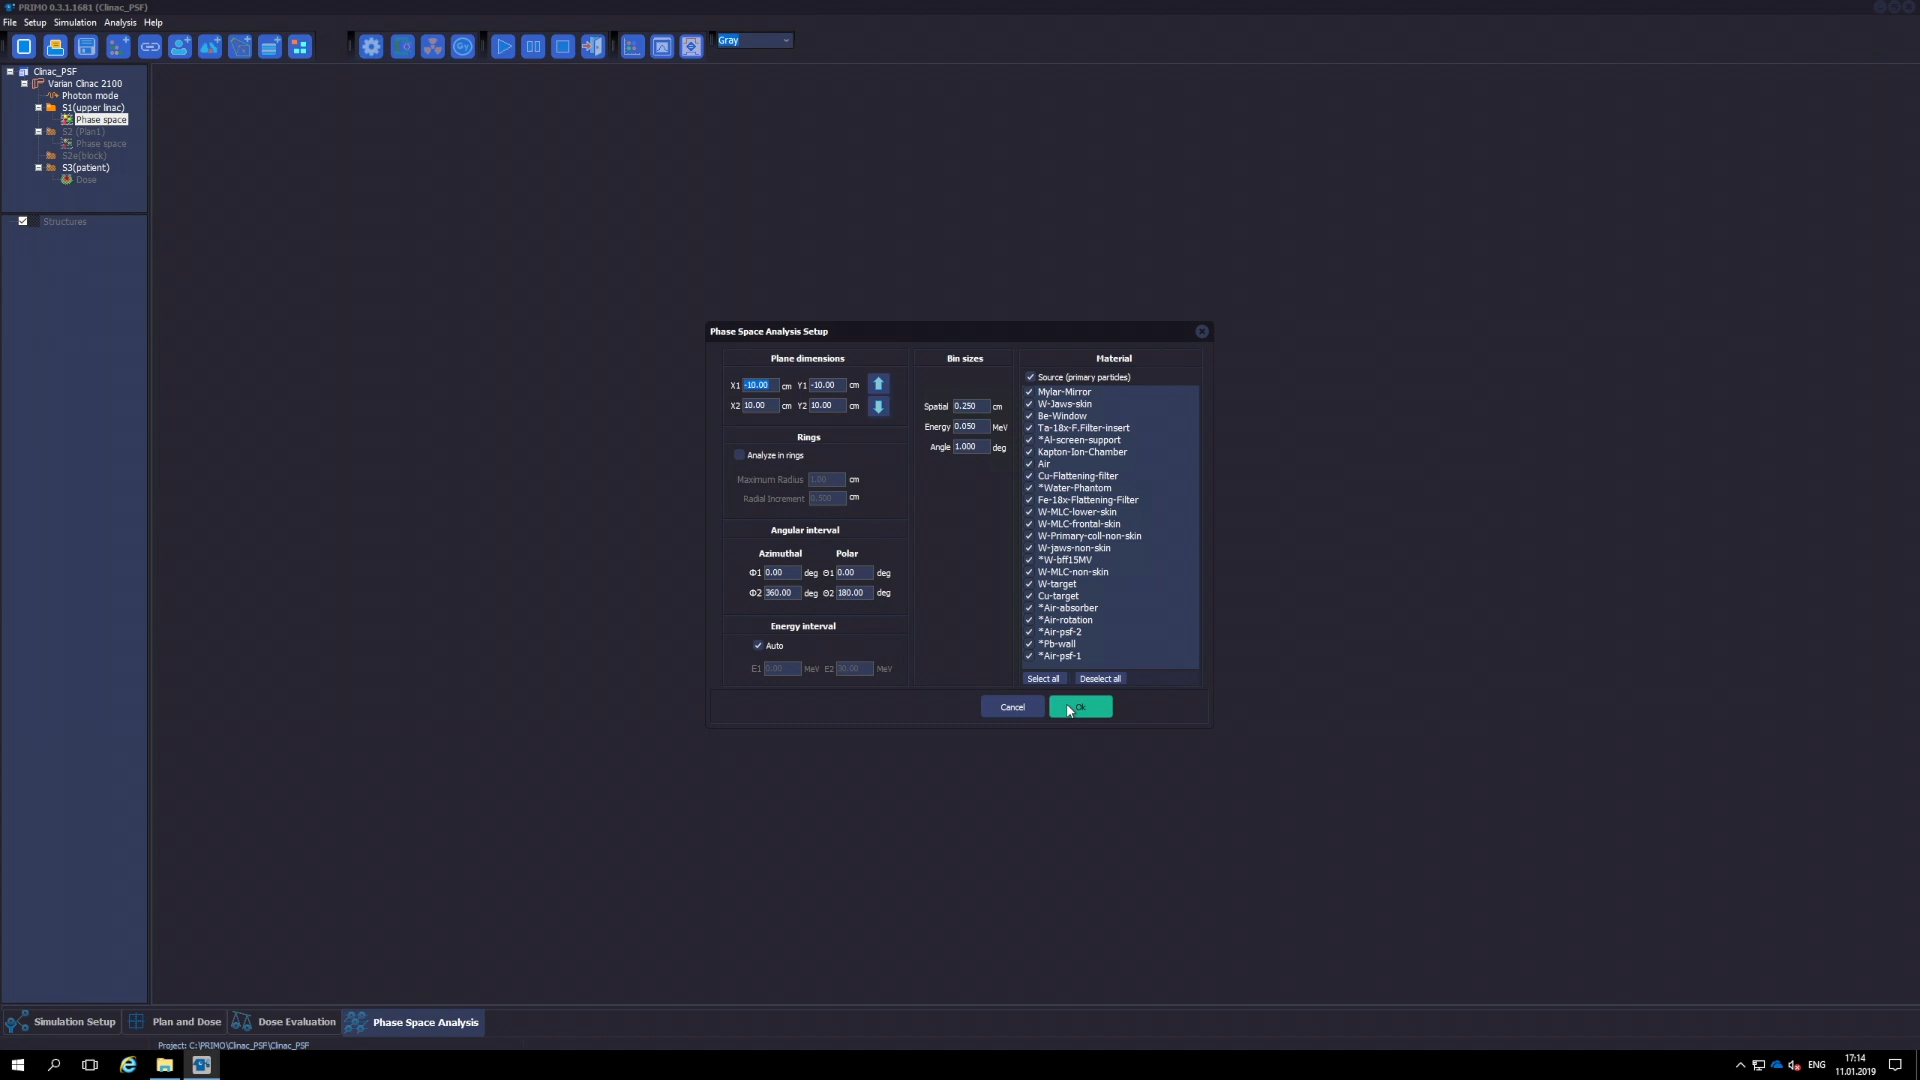 PRIMO 0.3.1.1681 (Clinac_PSF)
File Setup Simulation Analysis Help
Gray
Clinac_PSF
Varian Clinac 2100
Photon mode
S1(upper linac)
Phase space
S2 (Plan1)
Phase space
S2e(block)
S3(patient)
Dose
Structures
Phase Space Analysis Setup
Plane dimensions
X1 -10.00 cm Y1 -10.00 cm
X2 10.00 cm Y2 10.00 cm
Rings
Analyze in rings
Maximum Radius 1.00 cm
Radial Increment 0.500 cm
Angular interval
Azimuthal Polar
Φ1 0.00 deg Θ1 0.00 deg
Φ2 360.00 deg Θ2 180.00 deg
Energy interval
Auto
E1 0.00 MeV E2 30.00 MeV
Bin sizes
Spatial 0.250 cm
Energy 0.050 MeV
Angle 1.000 deg
Material
Source (primary particles)
Mylar-Mirror
W-Jaws-skin
Be-Window
Ta-18x-F.Filter-insert
*Al-screen-support
Kapton-Ion-Chamber
Air
Cu-Flattening-filter
*Water-Phantom
Fe-18x-Flattening-Filter
W-MLC-lower-skin
W-MLC-frontal-skin
W-Primary-coll-non-skin
W-jaws-non-skin
*W-bff15MV
W-MLC-non-skin
W-target
Cu-target
*Air-absorber
*Air-rotation
*Air-psf-2
*Pb-wall
*Air-psf-1
Select all Deselect all
Cancel Ok
Simulation Setup Plan and Dose Dose Evaluation Phase Space Analysis
Project: C:\PRIMO\Clinac_PSF\Clinac_PSF
ENG
17:14
11.01.2019